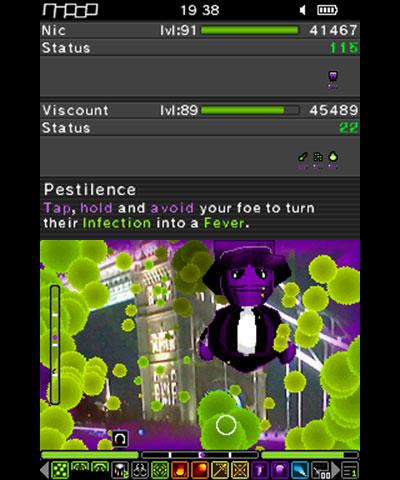 19 38
Nic lvl:91 41467
Status 115
Viscount lvl:89 45489
Status 22
Pestilence
Tap, hold and avoid your foe to turn
their Infection into a Fever.